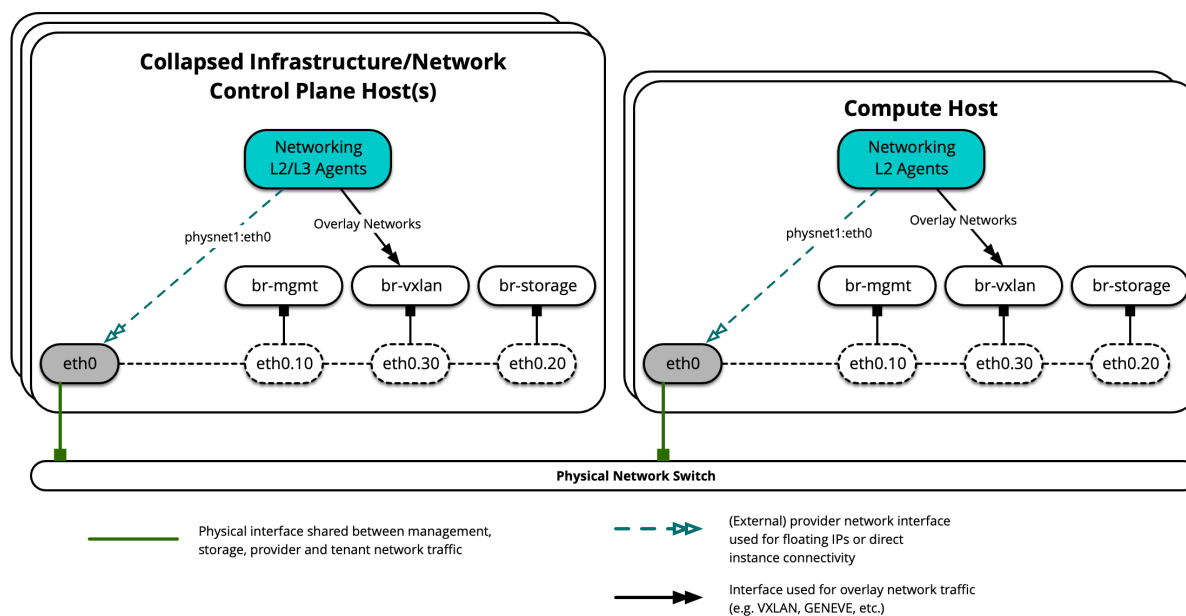 Collapsed Infrastructure/Network
Control Plane Host(s)
Networking
L2/L3 Agents
Overlay Networks
physnet1:eth0
br-mgmt
br-vxlan
br-storage
eth0
eth0.10
eth0.30
eth0.20
Compute Host
Networking
L2 Agents
Overlay Networks
physnet1:eth0
br-mgmt
br-vxlan
br-storage
eth0
eth0.10
eth0.30
eth0.20
Physical Network Switch
Physical interface shared between management,
storage, provider and tenant network traffic
(External) provider network interface
used for floating IPs or direct
instance connectivity
Interface used for overlay network traffic
(e.g. VXLAN, GENEVE, etc.)